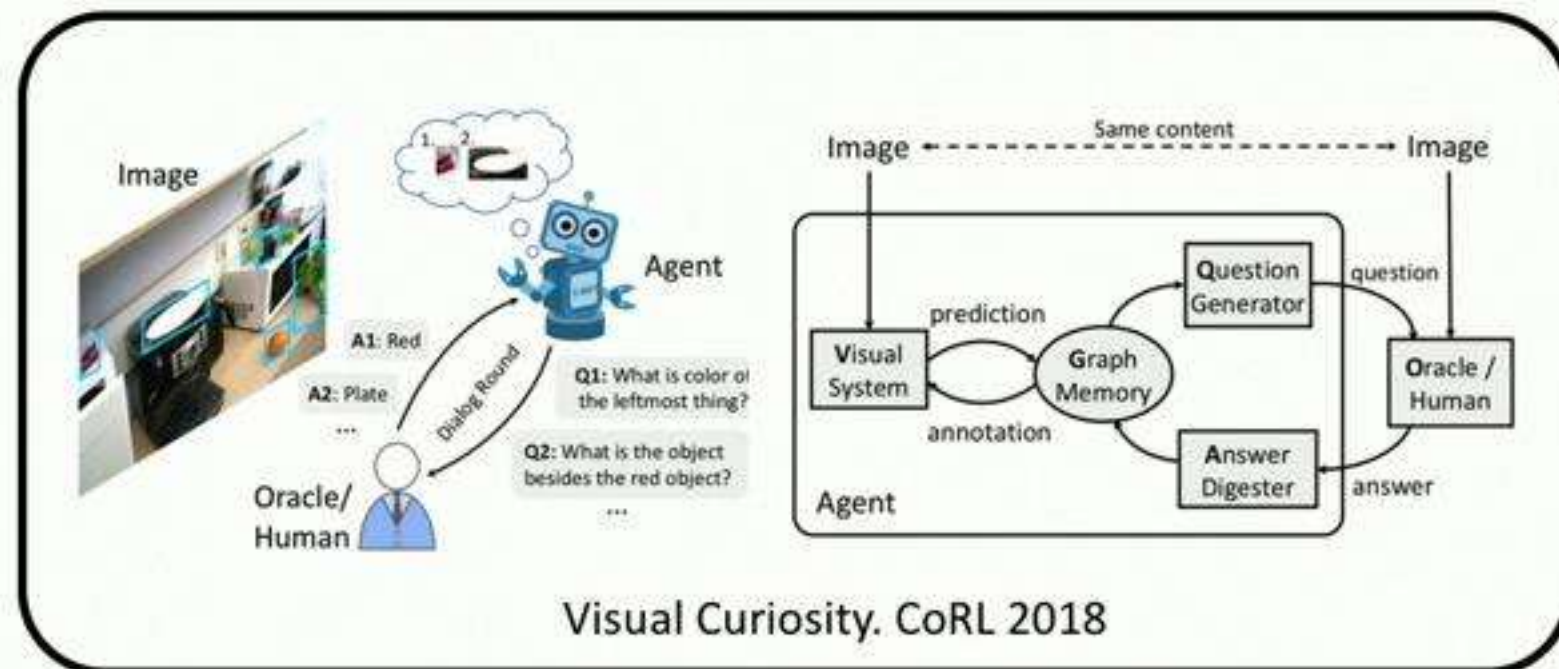 Image
1
2
Agent
A1: Red
A2: Plate
...
Dialog Round
Q1: What is color of
the leftmost thing?
Q2: What is the object
besides the red object?
...
Oracle/
Human
Image
Same content
Image
Question
Generator
question
prediction
Visual
System
Graph
Memory
Oracle /
Human
annotation
Answer
Digester
answer
Agent
Visual Curiosity. CoRL 2018